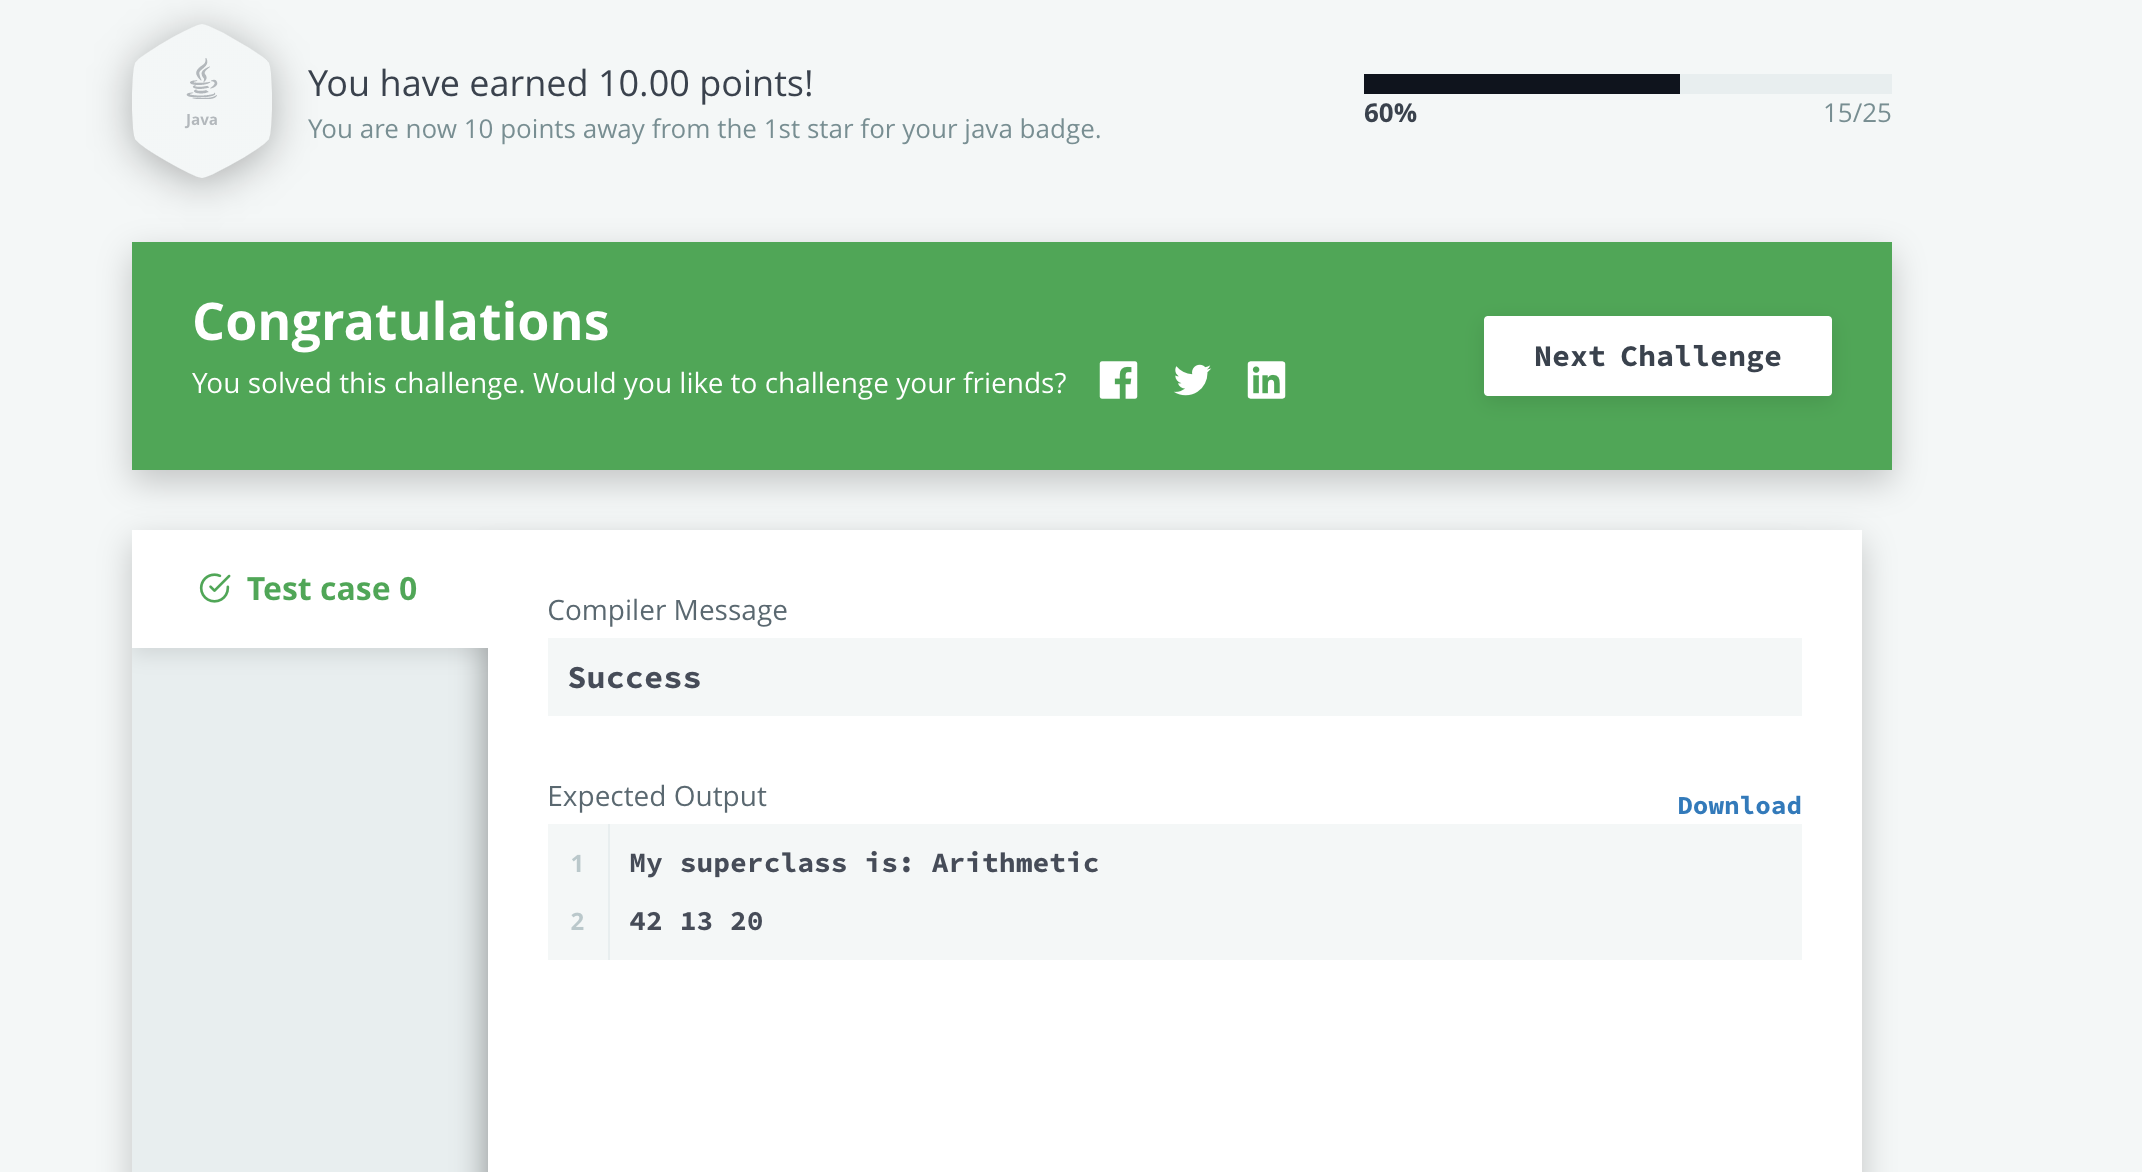 Java
You have earned 10.00 points!
You are now 10 points away from the 1st star for your java badge.
60%
15/25
Congratulations
You solved this challenge. Would you like to challenge your friends?
Next Challenge
Test case 0
Compiler Message
Success
Expected Output
Download
1 My superclass is: Arithmetic
2 42 13 20